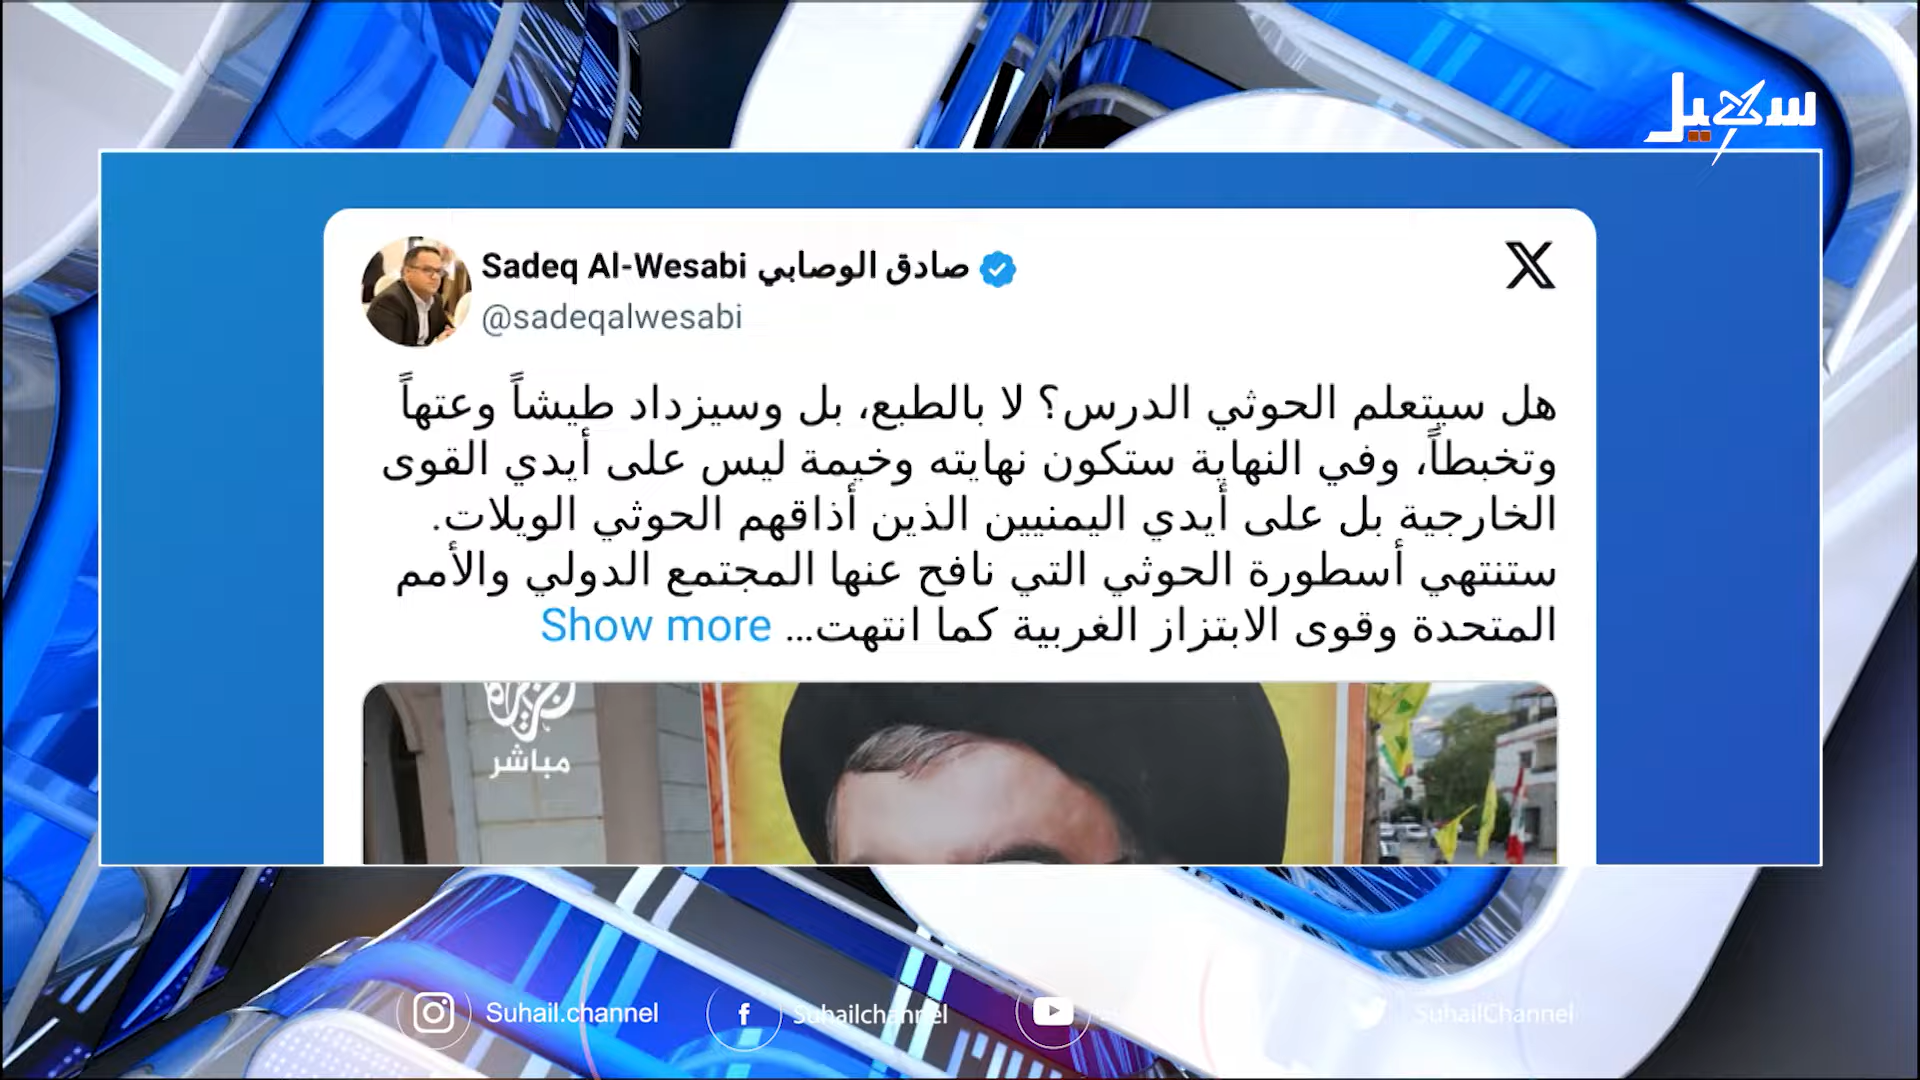 سهيل
Sadeq Al-Wesabi صادق الوصابي
@sadeqalwesabi
هل سيتعلم الحوثي الدرس؟ لا بالطبع، بل وسيزداد طيشاً وعتهاً
وتخبطاً، وفي النهاية ستكون نهايته وخيمة ليس على أيدي القوى
الخارجية بل على أيدي اليمنيين الذين أذاقهم الحوثي الويلات.
ستنتهي أسطورة الحوثي التي نافح عنها المجتمع الدولي والأمم
المتحدة وقوى الابتزاز الغربية كما انتهت... Show more
الجزيرة
مباشر
Suhail.channel
Suhailchannel
SuhailChannel